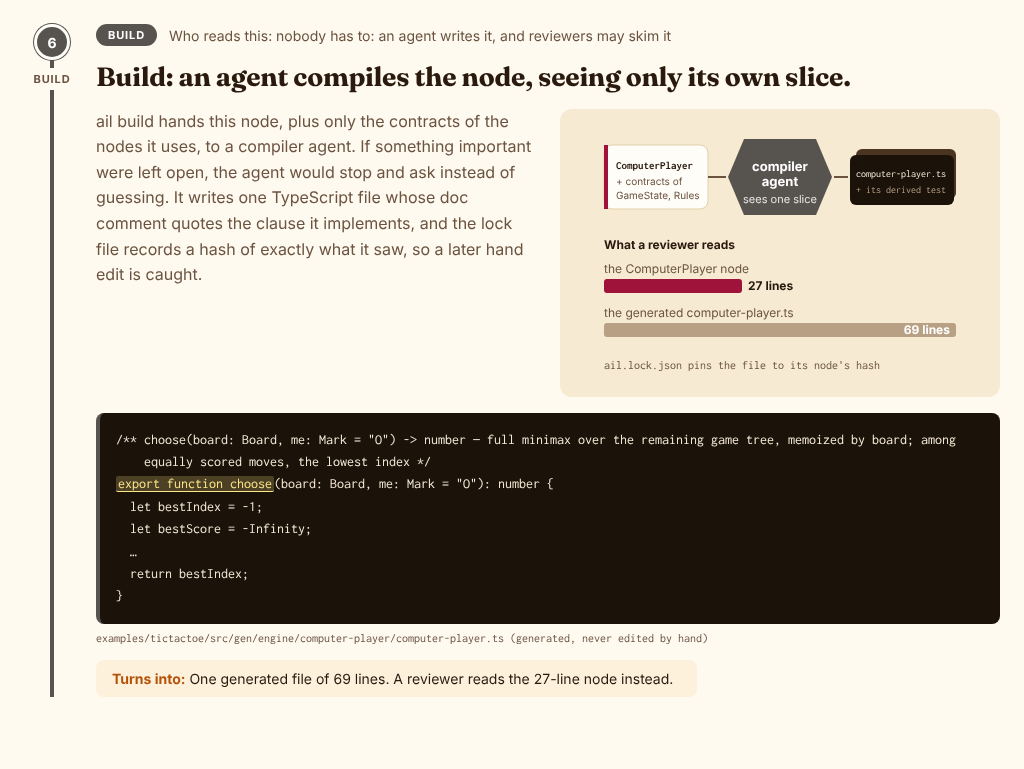 6
BUILD
BUILD
Who reads this: nobody has to: an agent writes it, and reviewers may skim it
Build: an agent compiles the node, seeing only its own slice.
ail build hands this node, plus only the contracts of the
nodes it uses, to a compiler agent. If something important
were left open, the agent would stop and ask instead of
guessing. It writes one TypeScript file whose doc
comment quotes the clause it implements, and the lock
file records a hash of exactly what it saw, so a later hand
edit is caught.
ComputerPlayer
+ contracts of
GameState, Rules
compiler
agent
sees one slice
computer-player.ts
+ its derived test
What a reviewer reads
the ComputerPlayer node
27 lines
the generated computer-player.ts
69 lines
ail.lock.json pins the file to its node's hash
/** choose(board: Board, me: Mark = "O") -> number — full minimax over the remaining game tree, memoized by board; among
equally scored moves, the lowest index */
export function choose(board: Board, me: Mark = "O"): number {
let bestIndex = -1;
let bestScore = -Infinity;
…
return bestIndex;
}
examples/tictactoe/src/gen/engine/computer-player/computer-player.ts (generated, never edited by hand)
Turns into: One generated file of 69 lines. A reviewer reads the 27-line node instead.